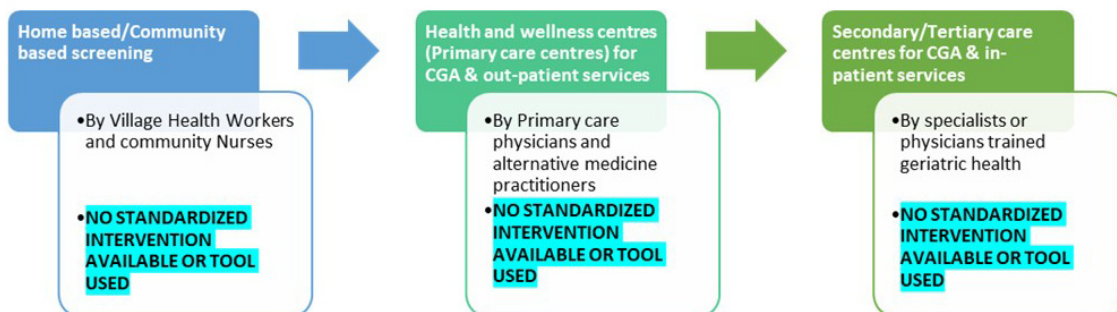 Home based/Community
based screening
•By Village Health Workers
and community Nurses
•NO STANDARDIZED
INTERVENTION
AVAILABLE OR TOOL
USED
Health and wellness centres
(Primary care centres) for
CGA & out-patient services
•By Primary care
physicians and
alternative medicine
practitioners
•NO STANDARDIZED
INTERVENTION
AVAILABLE OR TOOL
USED
Secondary/Tertiary care
centres for CGA & in-
patient services
•By specialists or
physicians trained
geriatric health
•NO STANDARDIZED
INTERVENTION
AVAILABLE OR TOOL
USED